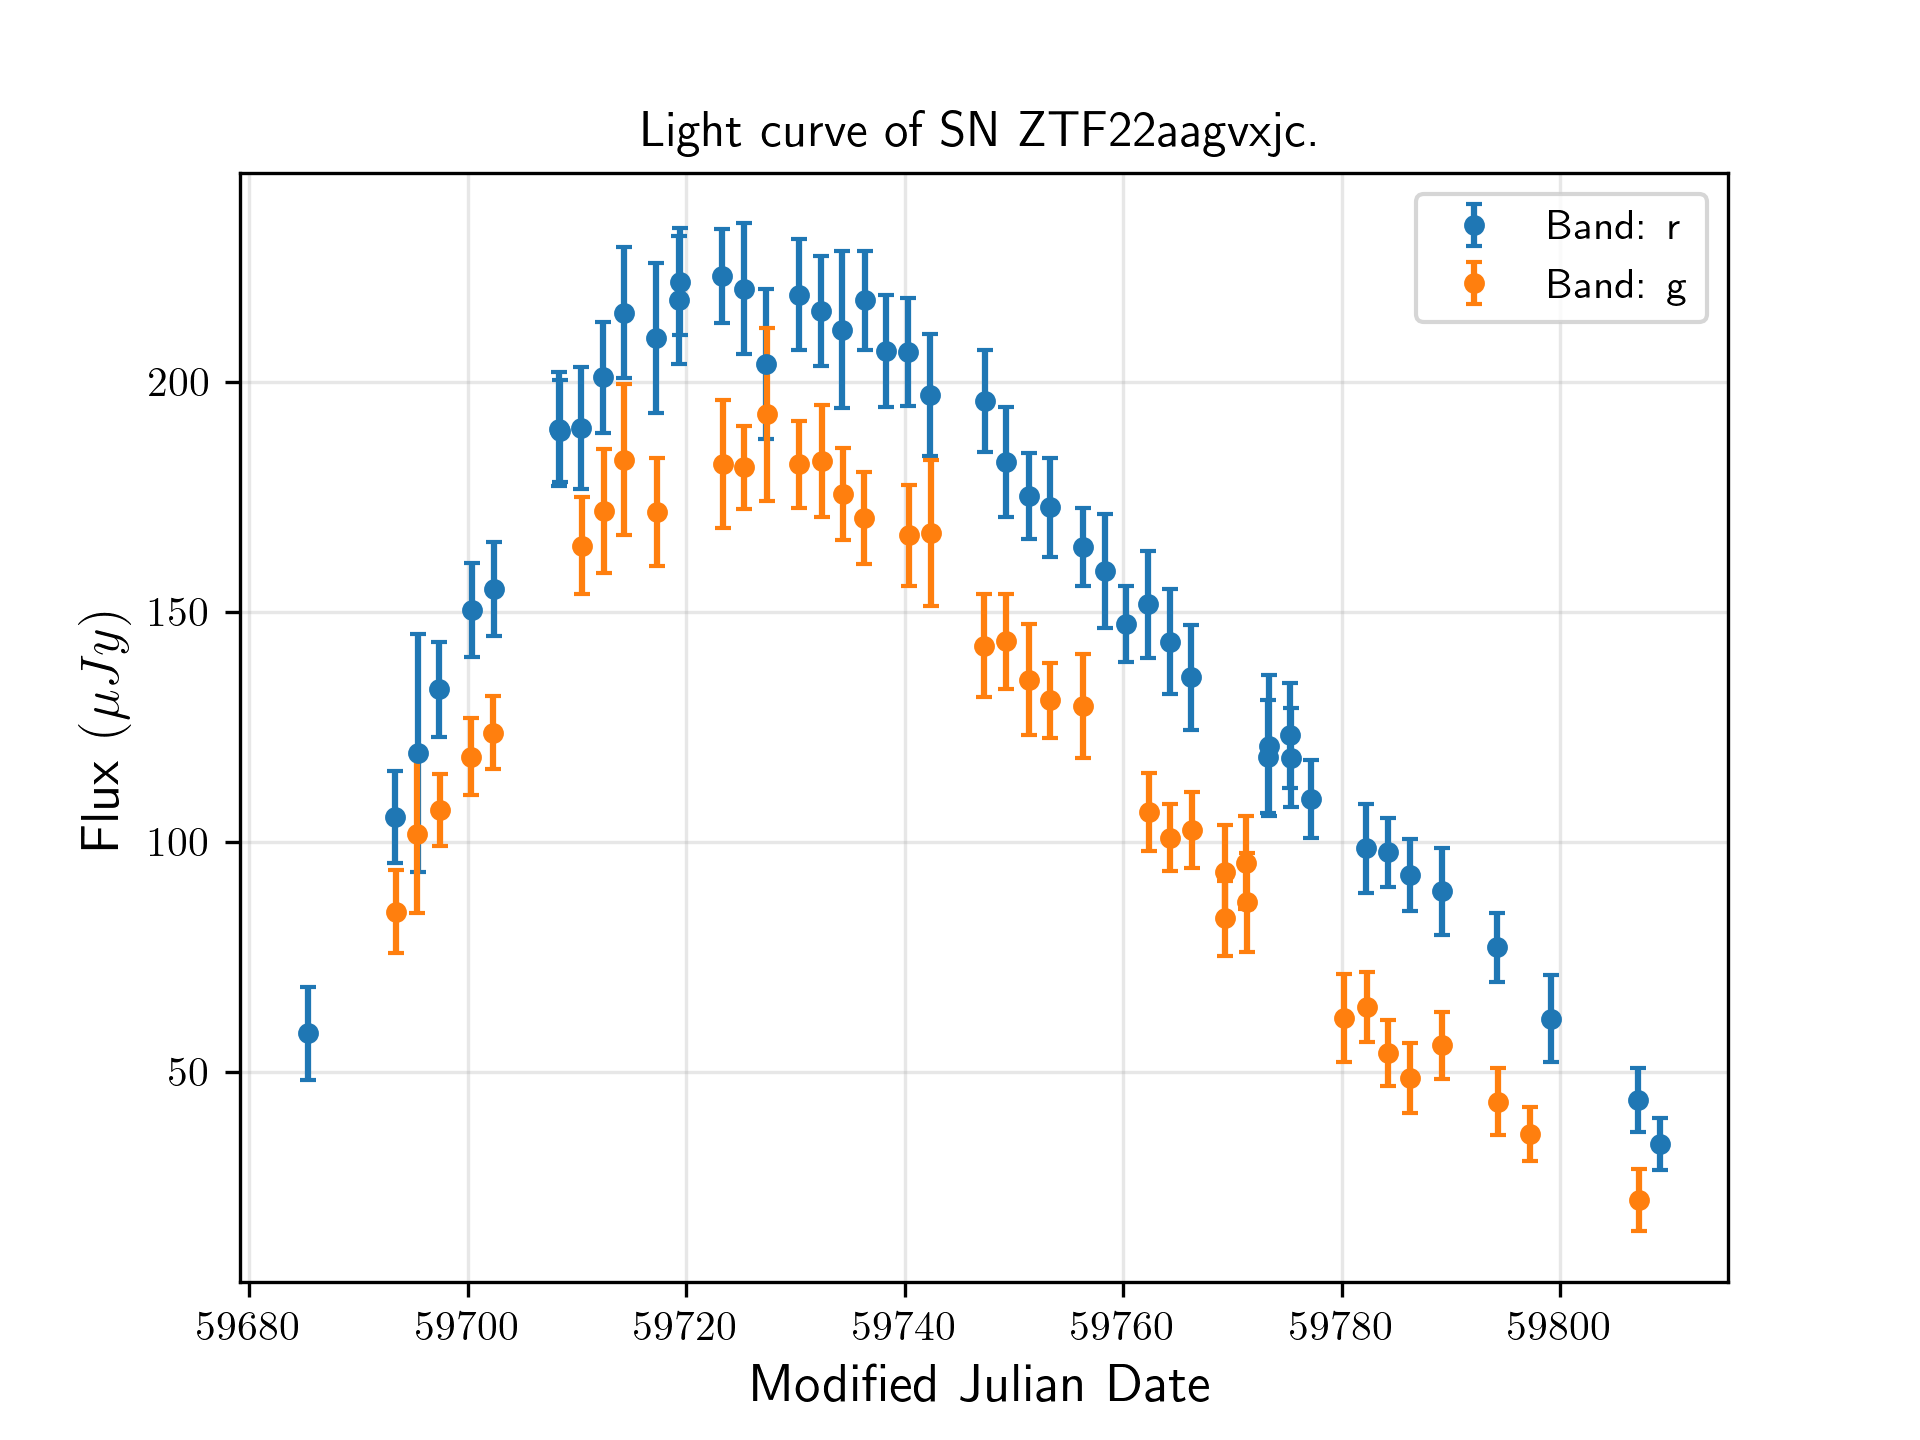 Light curve of SN ZTF22aagvxjc.
Band: r
Band: g
Flux (μJy)
200
150
100
50
59680 59700 59720 59740 59760 59780 59800
Modified Julian Date